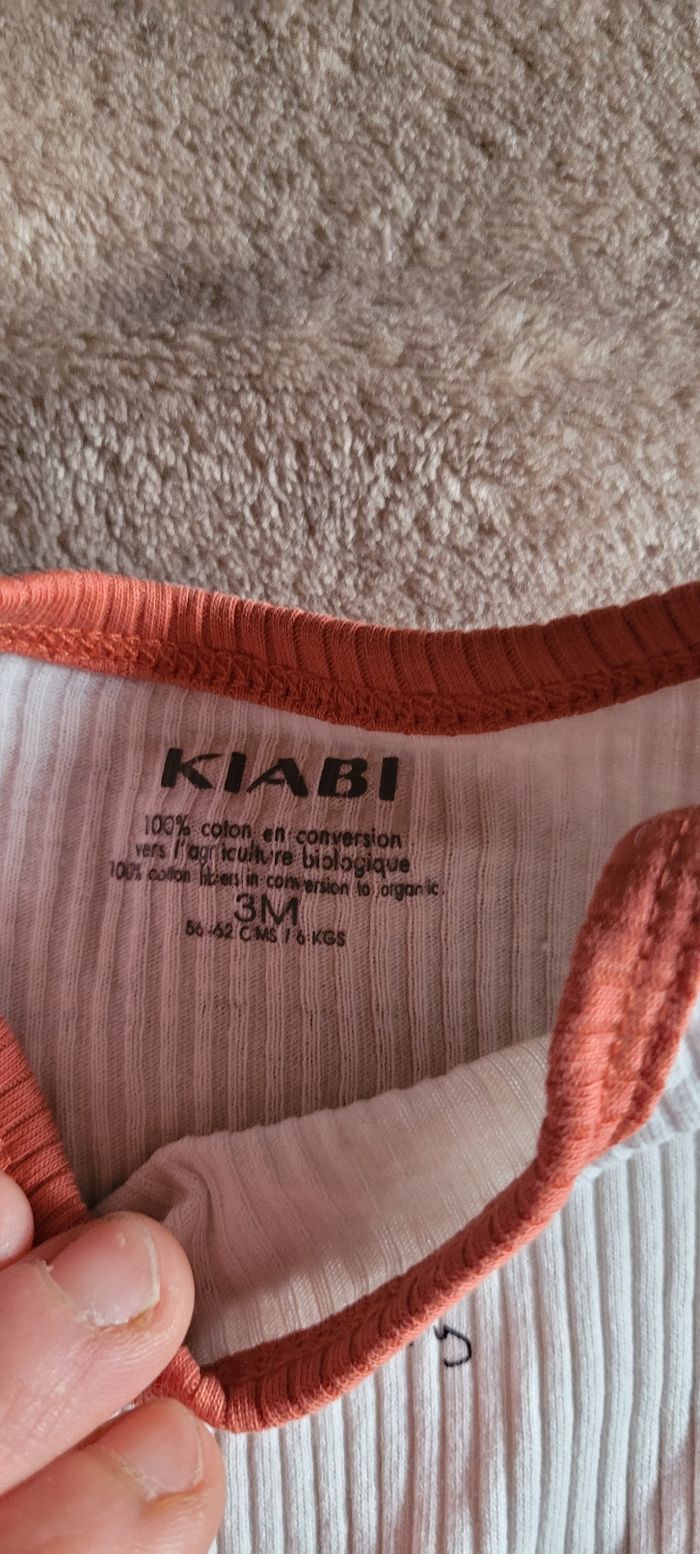 KIABI
100% coton en conversion
vers l'agriculture biologique
100% cotton fibers in conversion to organic.
3M
56-62 CMS / 6 KGS